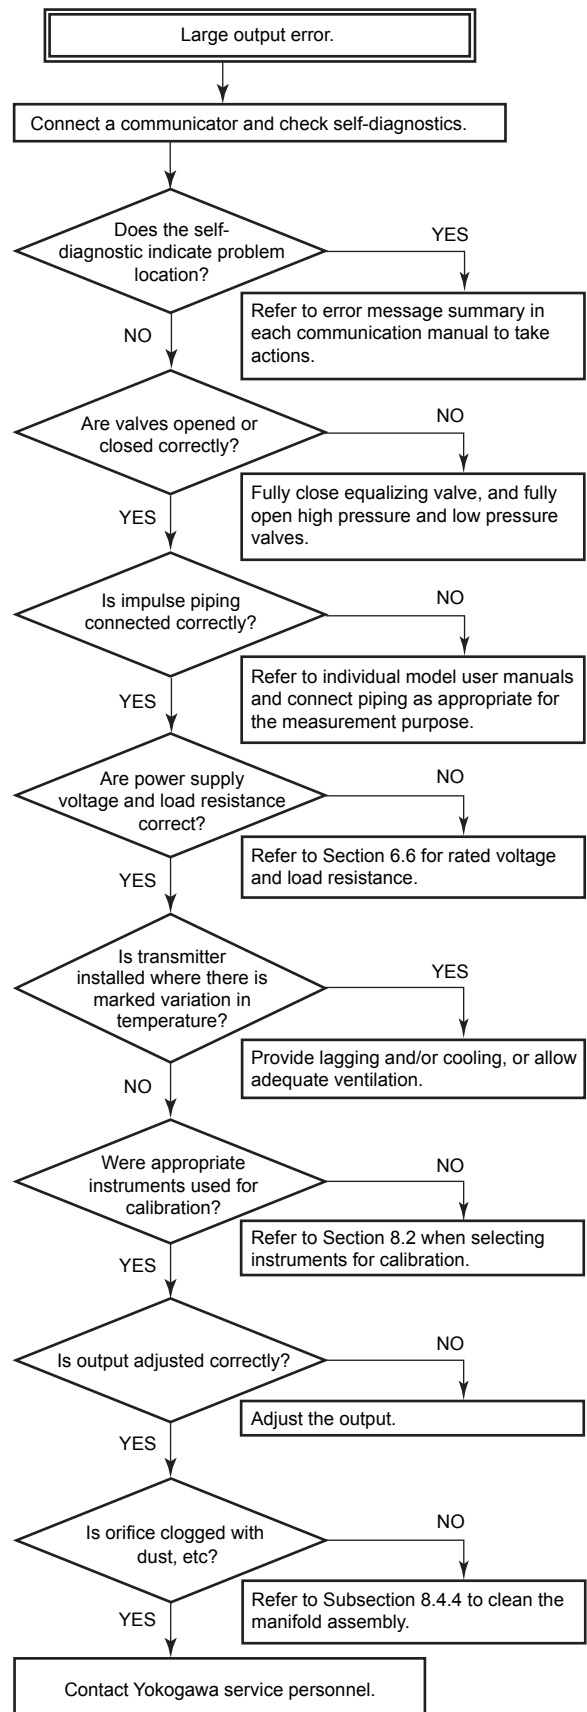 Large output error.
Connect a communicator and check self-diagnostics.
Does the self-
diagnostic indicate problem
location?
YES
Refer to error message summary in
each communication manual to take
actions.
NO
Are valves opened or
closed correctly?
NO
Fully close equalizing valve, and fully
open high pressure and low pressure
valves.
YES
Is impulse piping
connected correctly?
NO
Refer to individual model user manuals
and connect piping as appropriate for
the measurement purpose.
YES
Are power supply
voltage and load resistance
correct?
NO
Refer to Section 6.6 for rated voltage
and load resistance.
YES
Is transmitter
installed where there is
marked variation in
temperature?
YES
Provide lagging and/or cooling, or allow
adequate ventilation.
NO
Were appropriate
instruments used for
calibration?
NO
Refer to Section 8.2 when selecting
instruments for calibration.
YES
Is output adjusted correctly?
NO
Adjust the output.
YES
Is orifice clogged with
dust, etc?
NO
Refer to Subsection 8.4.4 to clean the
manifold assembly.
YES
Contact Yokogawa service personnel.